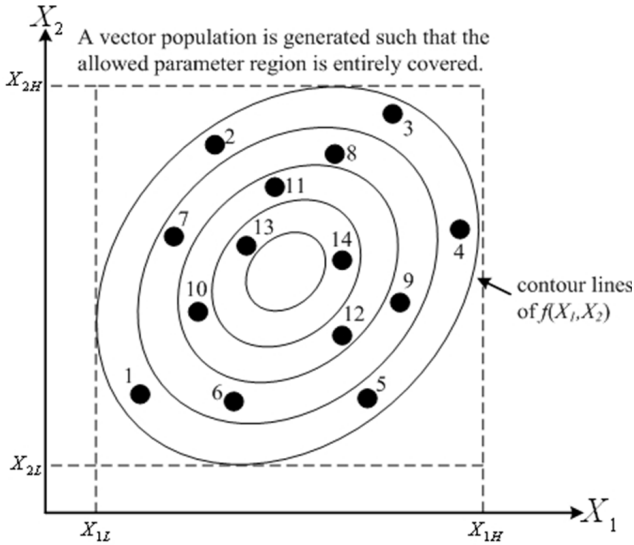 X2
A vector population is generated such that the
allowed parameter region is entirely covered.
X2H
3
2
8
11
7
13
14
4
10
9
contour lines
of f(X1,X2)
12
1
6
5
X2L
X1
X1L
X1H